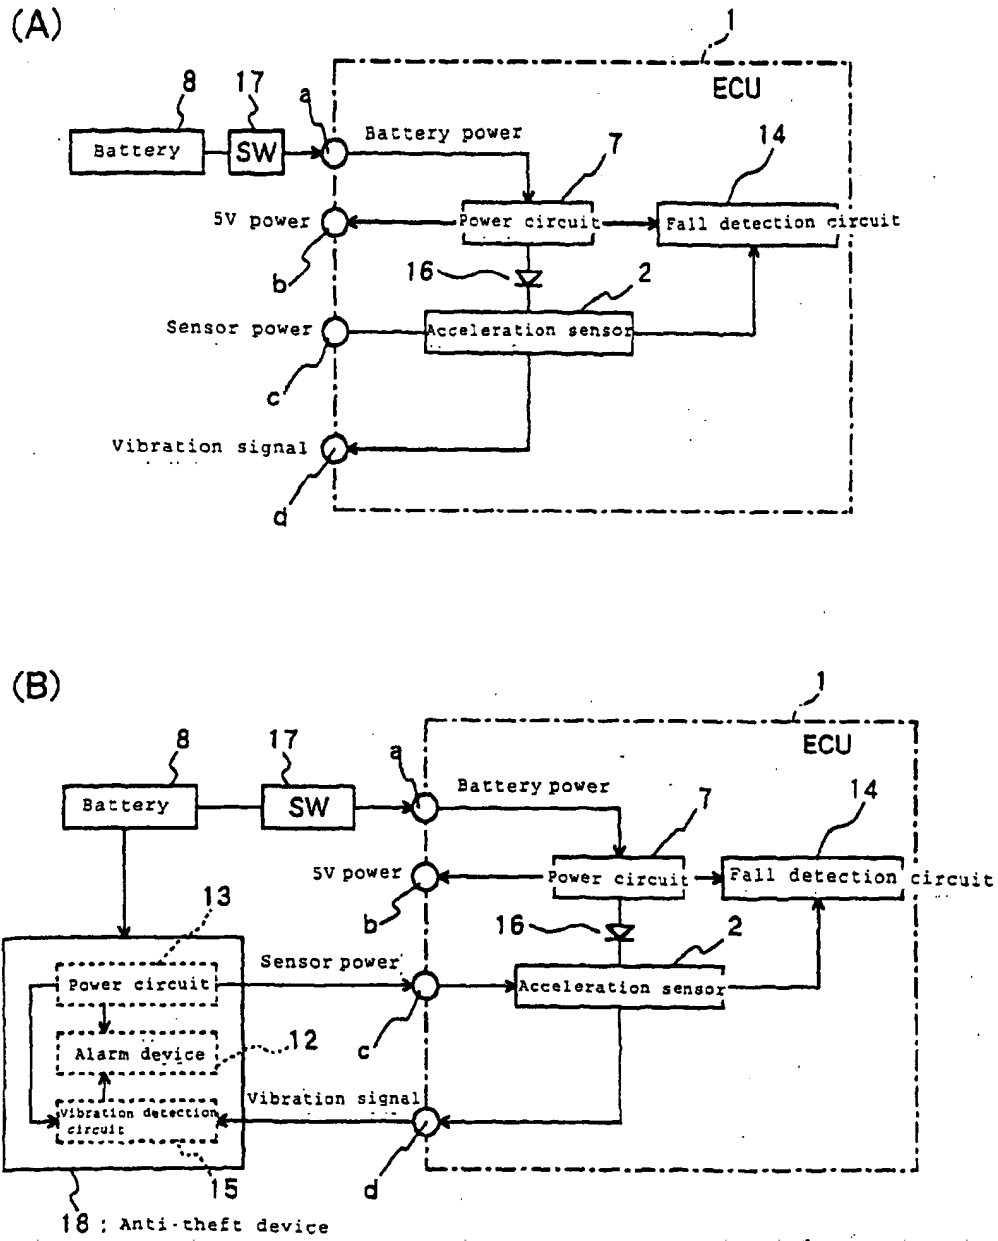 (A)
1
ECU
8
17
a
Battery
SW
Battery power
7
14
5V power
Power circuit
Fall detection circuit
b
16
2
Sensor power
Acceleration sensor
c
Vibration signal
d
(B)
1
ECU
8
17
a
Battery
SW
Battery power
7
14
5V power
Power circuit
Fall detection circuit
b
13
16
2
Sensor power
Power circuit
Acceleration sensor
12
c
Alarm device
Vibration signal
Vibration detection
circuit
15
d
18 : Anti-theft device